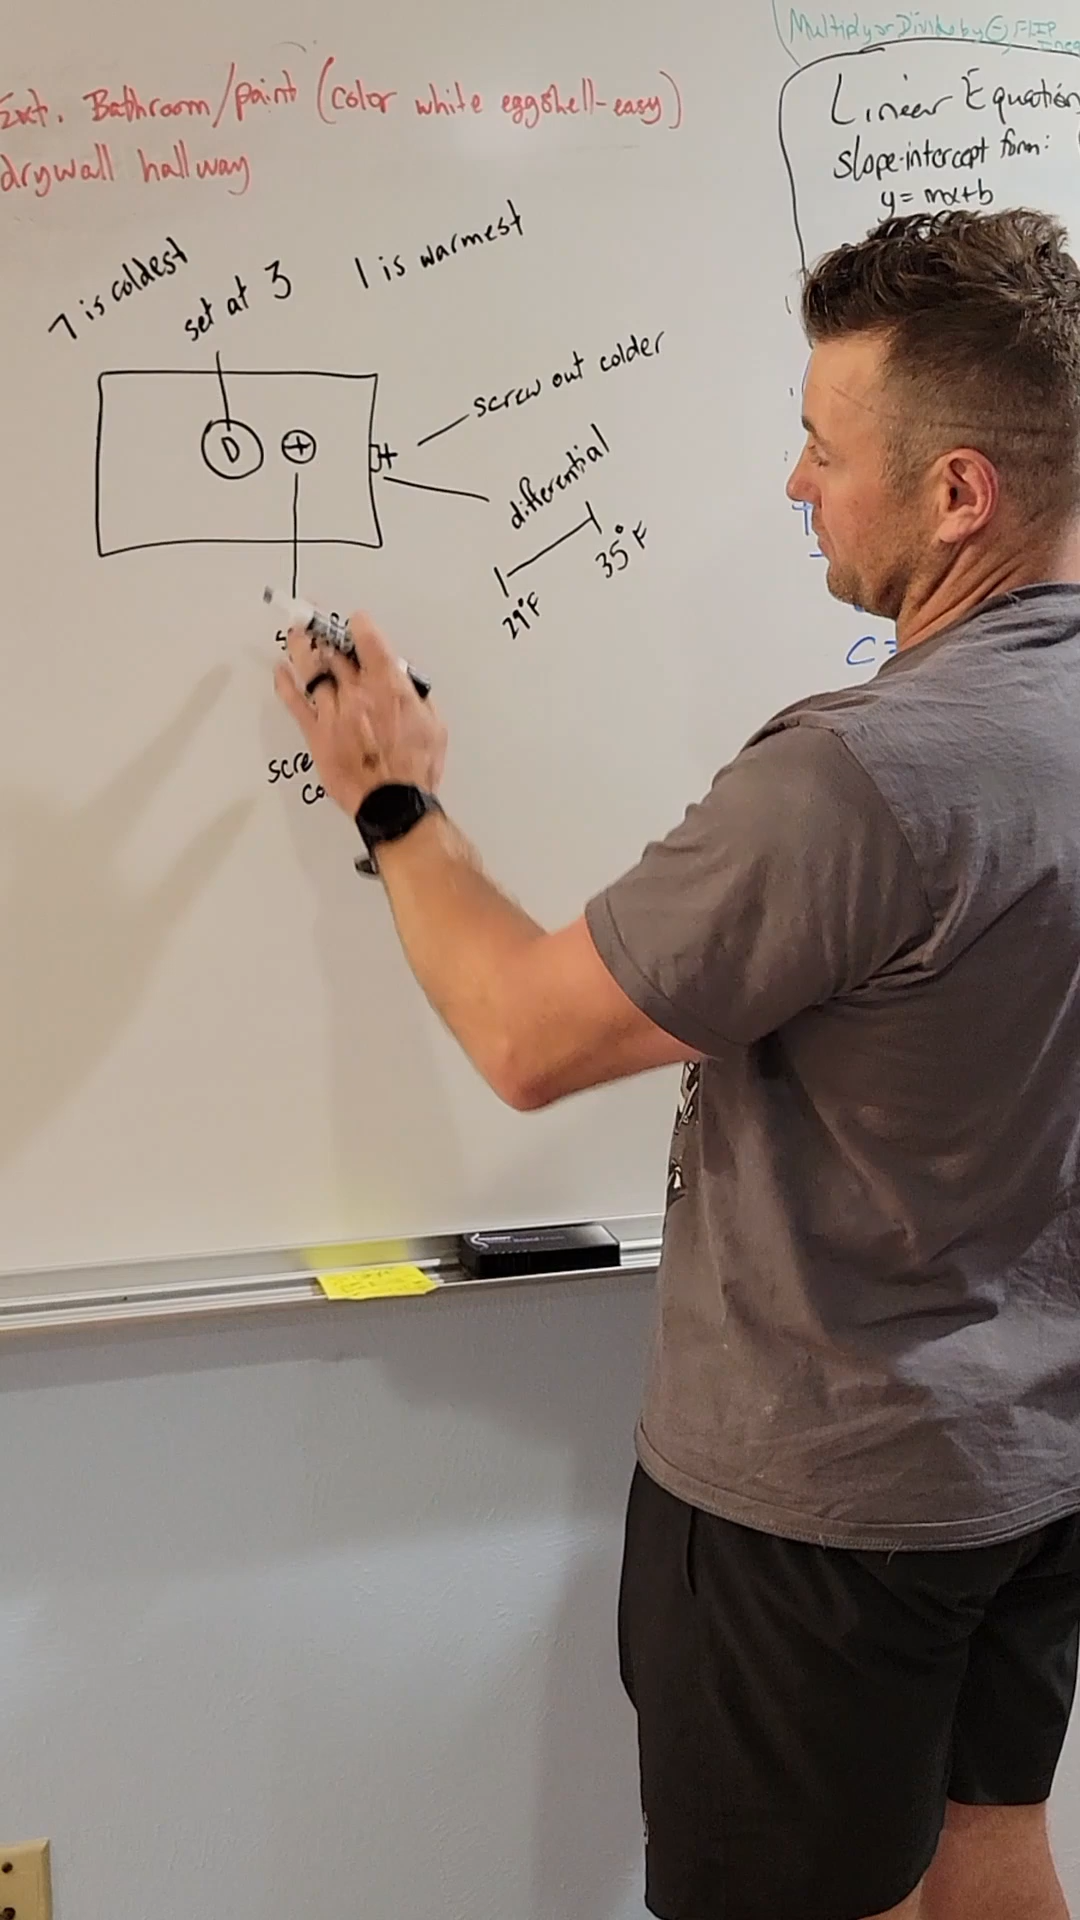 Multiply or Divide by ⊖ FLIP
Ext. Bathroom/paint (color white eggshell-easy)
drywall hallway
Linear Equation
slope-intercept form:
y = mx+b
7 is coldest
set at 3
1 is warmest
D
screw out colder
differential
29°F
35°F
C=